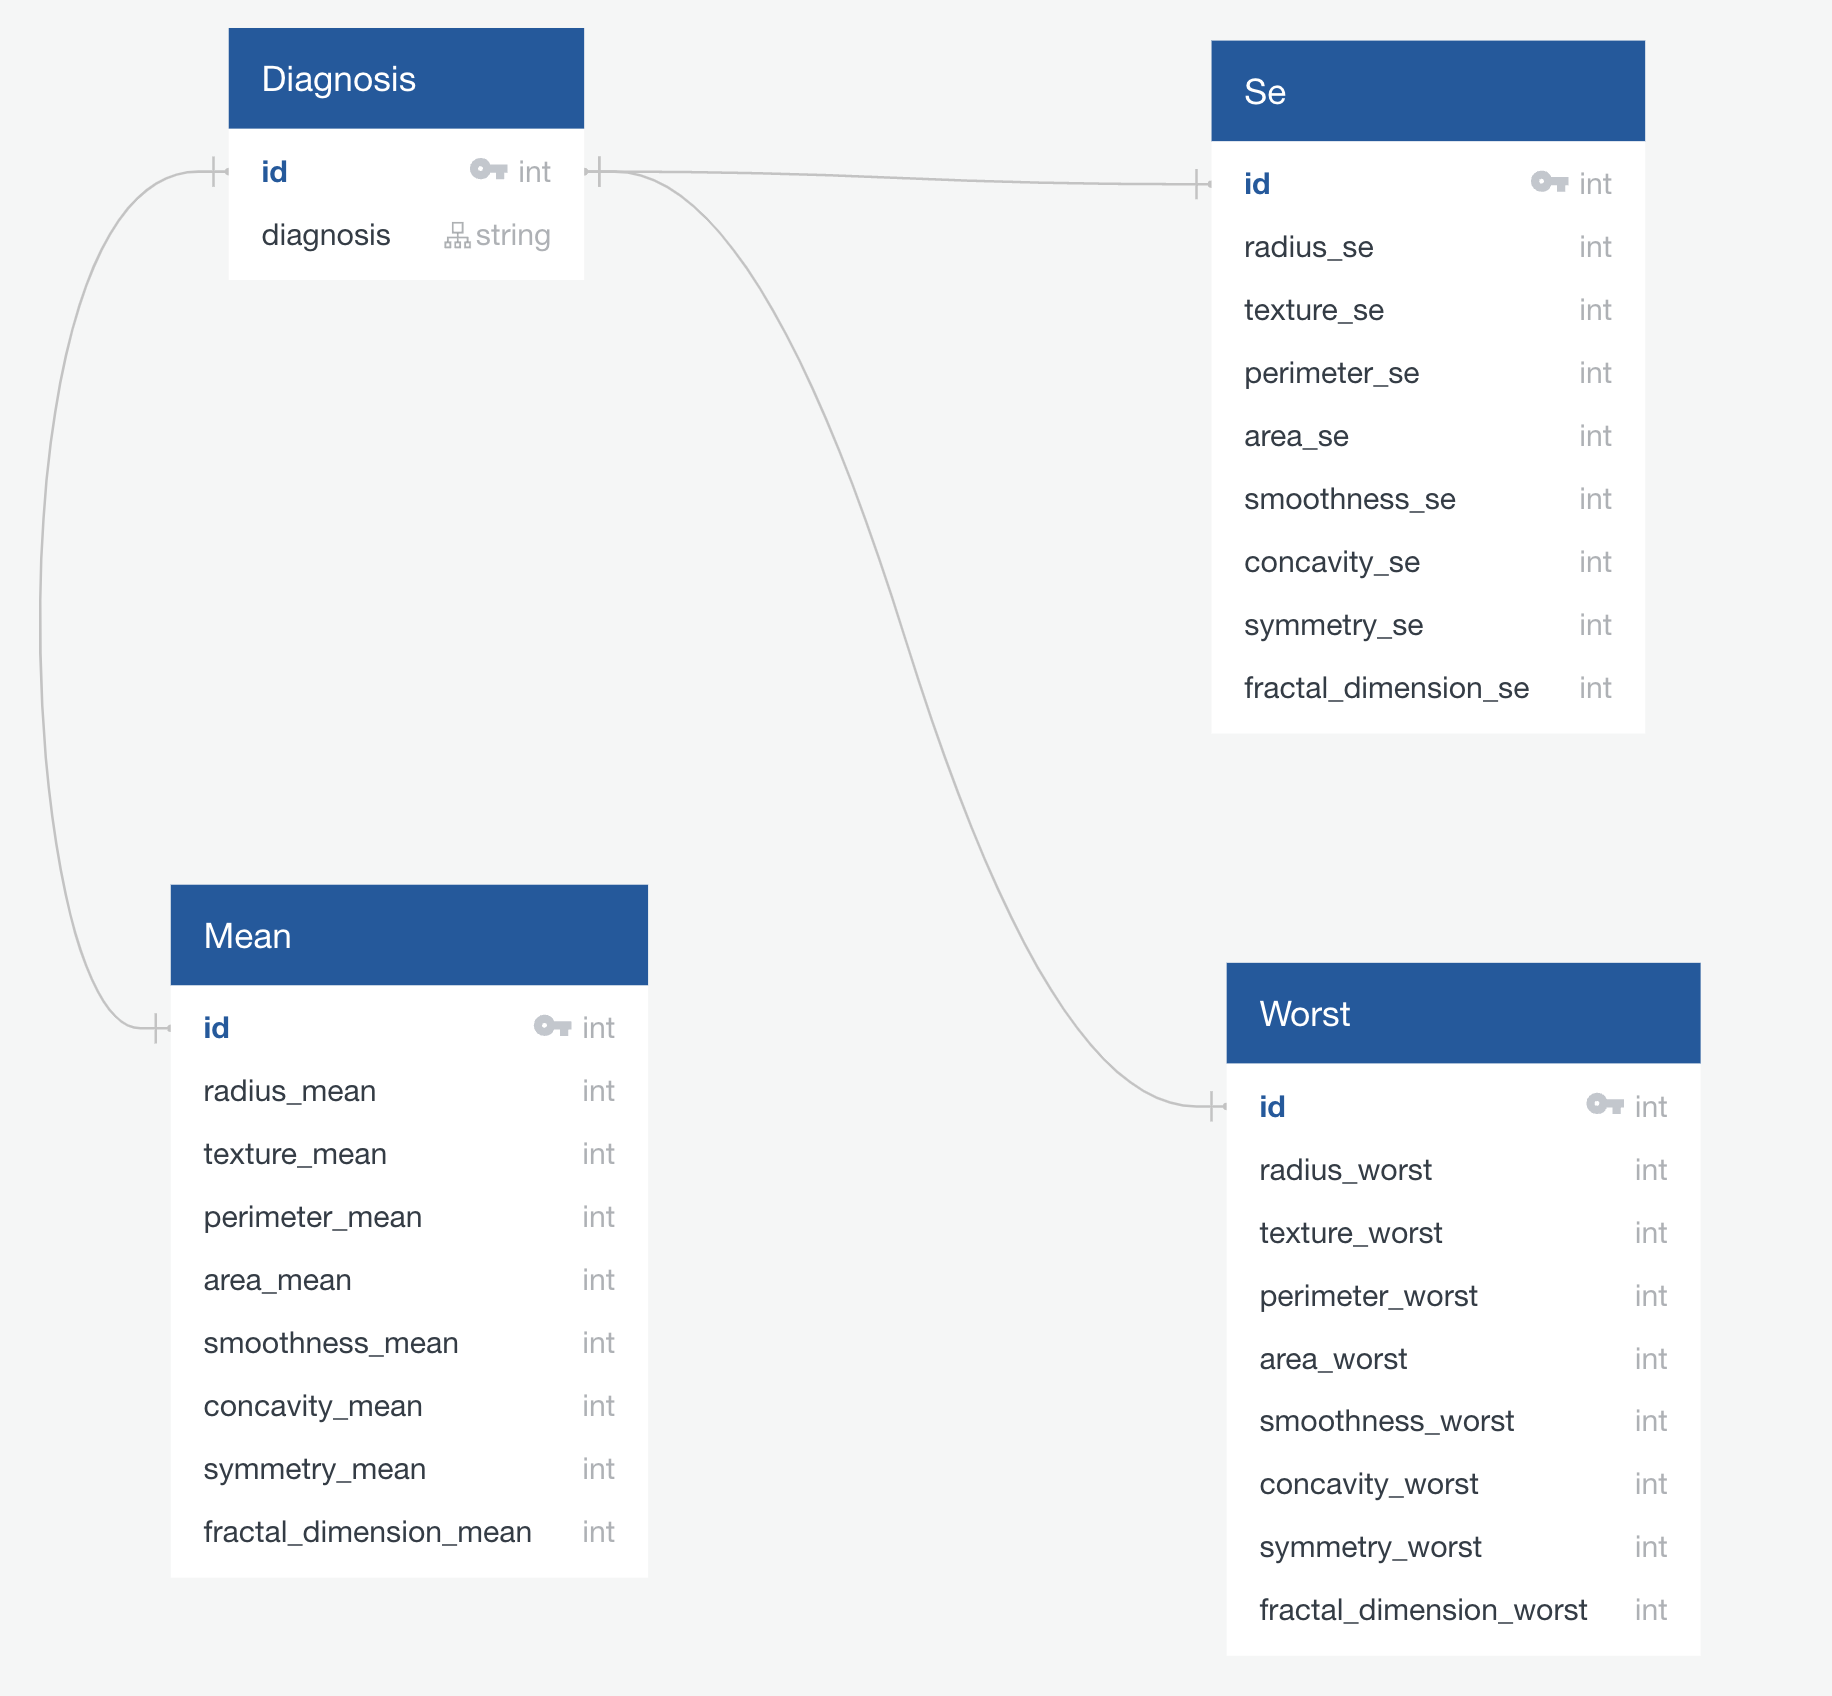 Diagnosis
id int
diagnosis string
Se
id int
radius_se int
texture_se int
perimeter_se int
area_se int
smoothness_se int
concavity_se int
symmetry_se int
fractal_dimension_se int
Mean
id int
radius_mean int
texture_mean int
perimeter_mean int
area_mean int
smoothness_mean int
concavity_mean int
symmetry_mean int
fractal_dimension_mean int
Worst
id int
radius_worst int
texture_worst int
perimeter_worst int
area_worst int
smoothness_worst int
concavity_worst int
symmetry_worst int
fractal_dimension_worst int